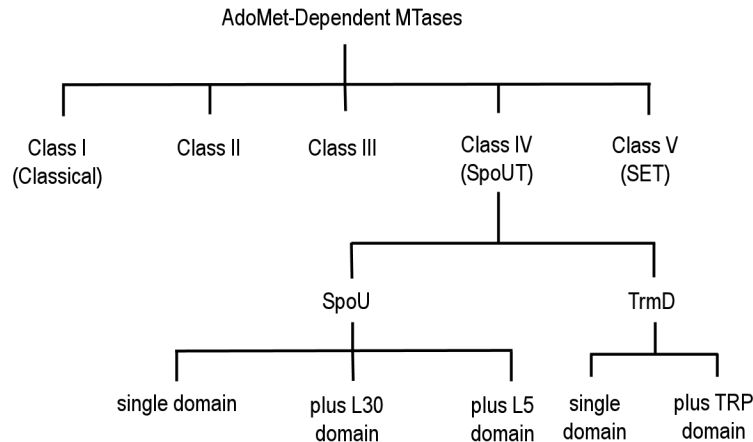 AdoMet-Dependent MTases
Class I
(Classical)
Class II
Class III
Class IV
(SpoUT)
Class V
(SET)
SpoU
TrmD
single domain
plus L30
domain
plus L5
domain
single
domain
plus TRP
domain